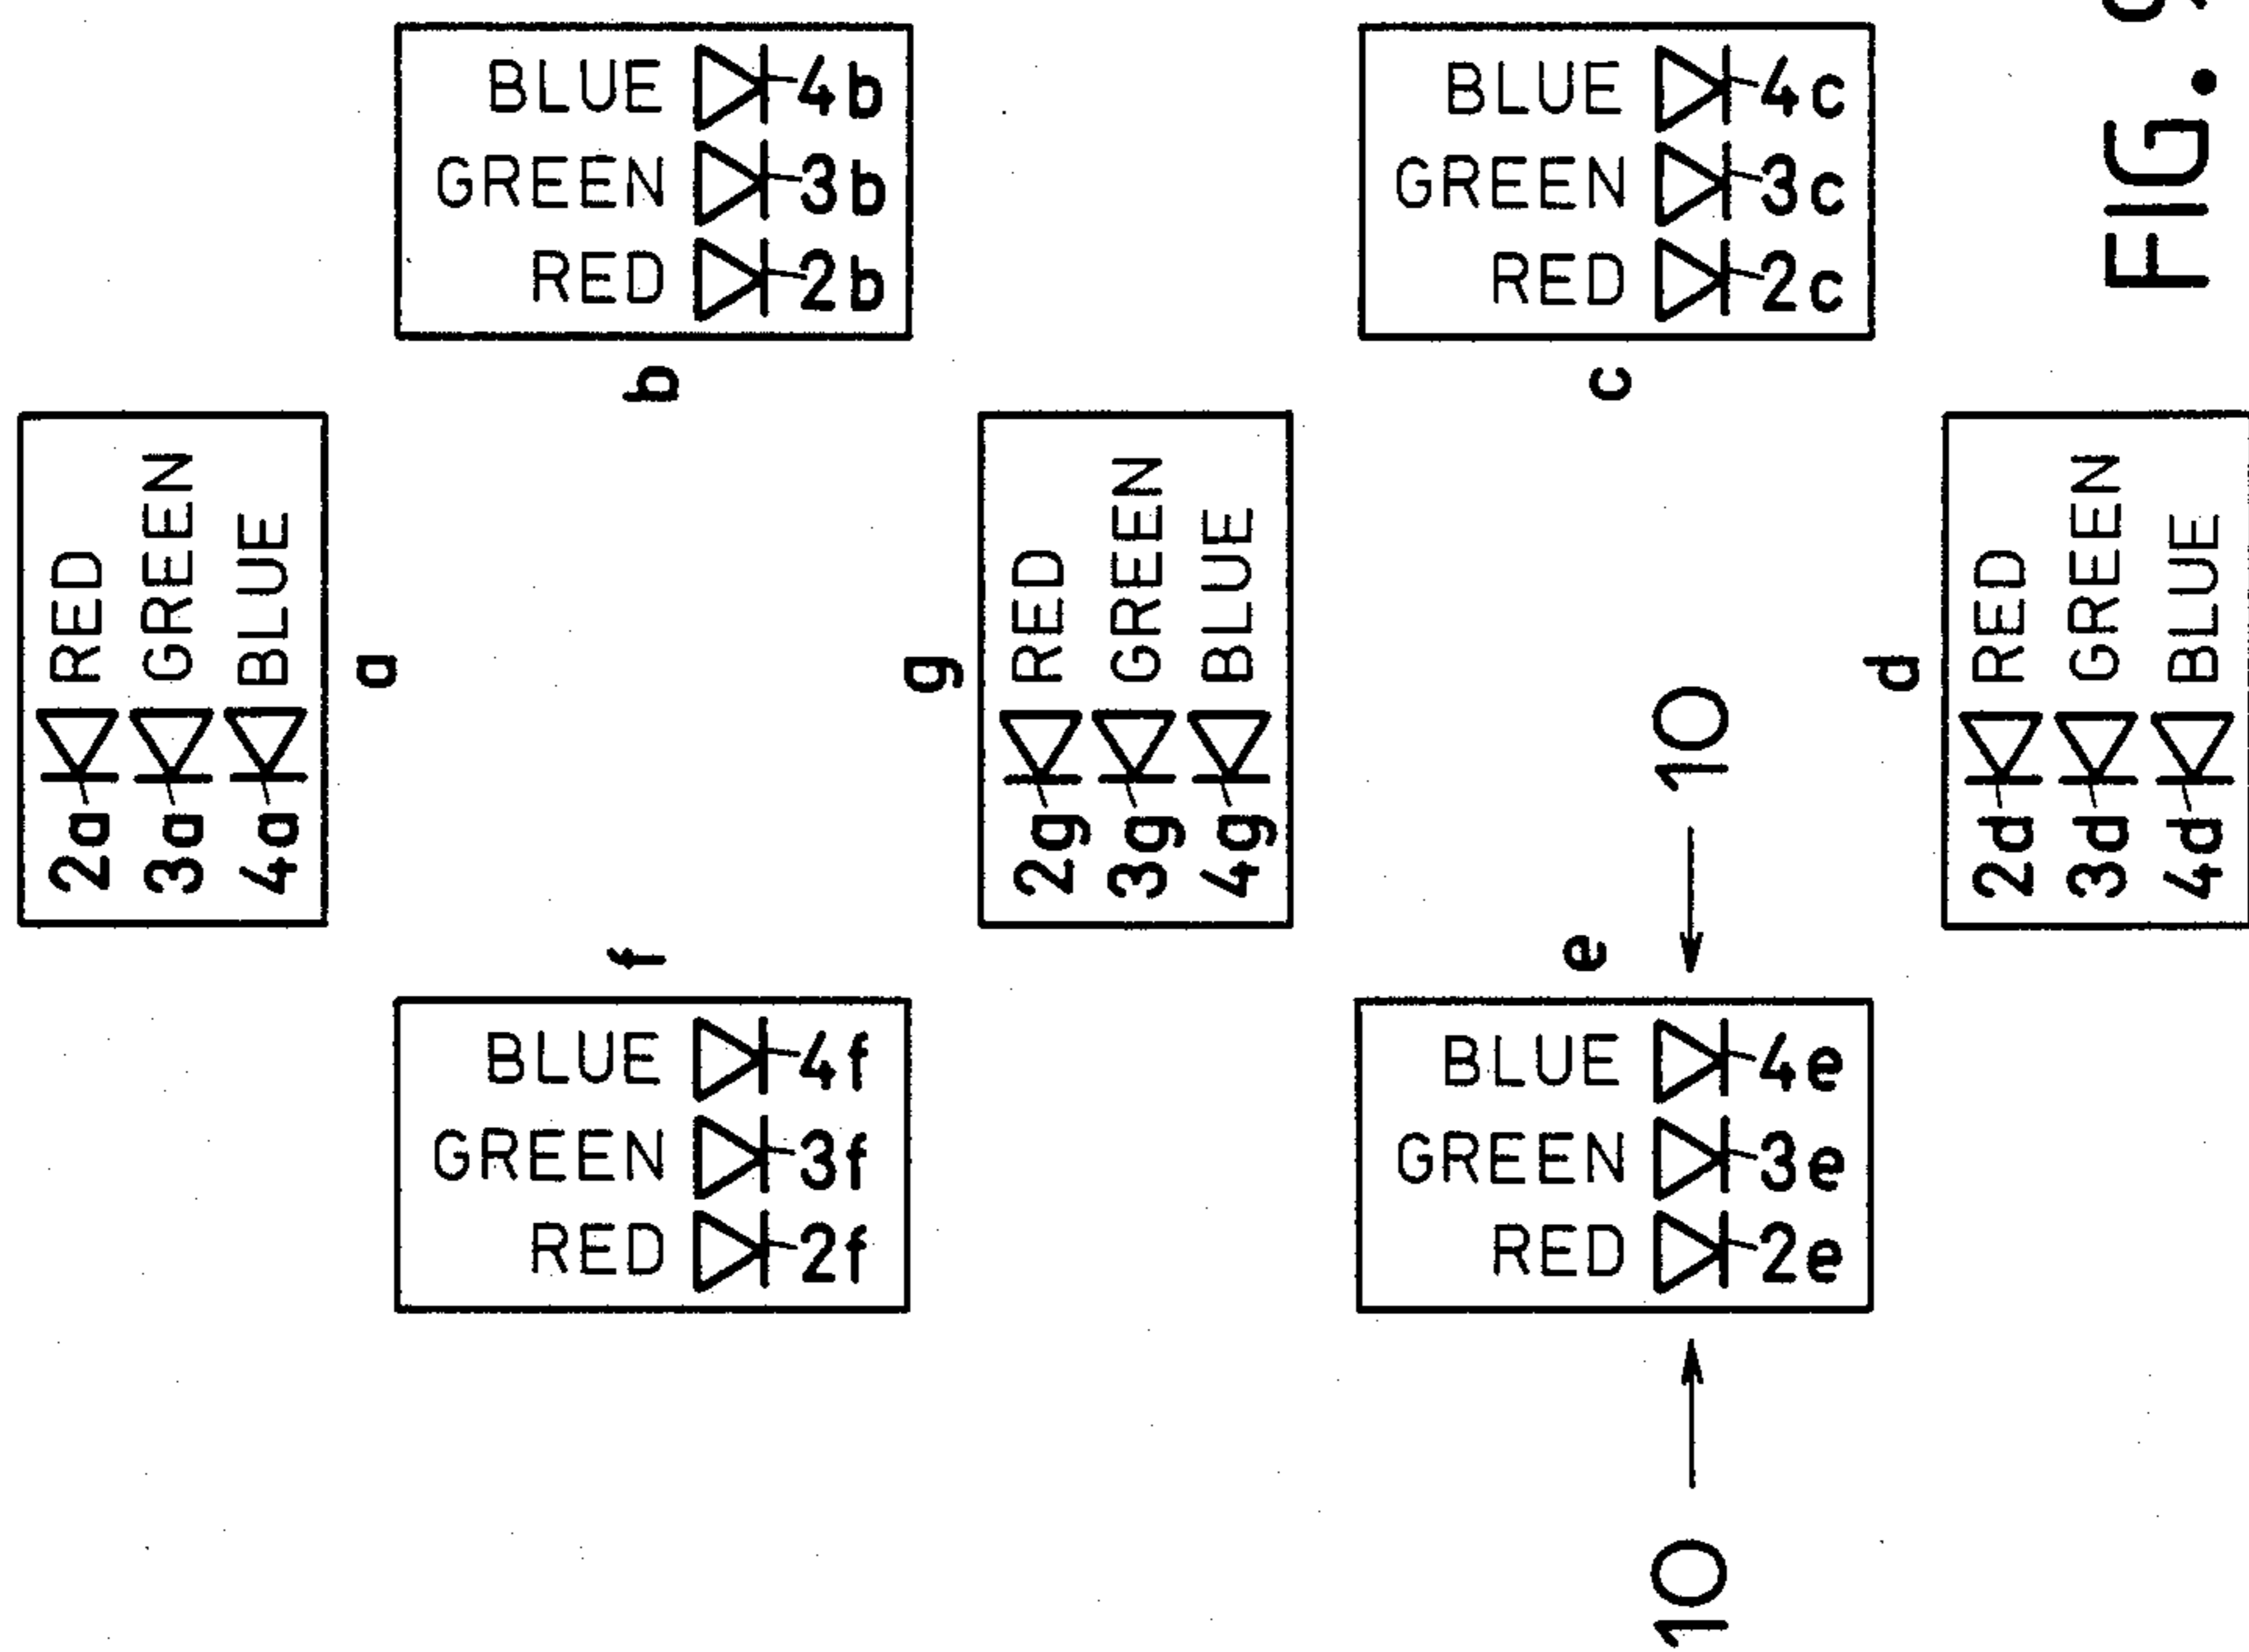 2a RED
3a GREEN
4a BLUE
a
BLUE 4b
GREEN 3b
RED 2b
b
f
BLUE 4f
GREEN 3f
RED 2f
g
2g RED
3g GREEN
4g BLUE
BLUE 4c
GREEN 3c
RED 2c
c
e
BLUE 4e
GREEN 3e
RED 2e
10
10
d
2d RED
3d GREEN
4d BLUE
FIG.